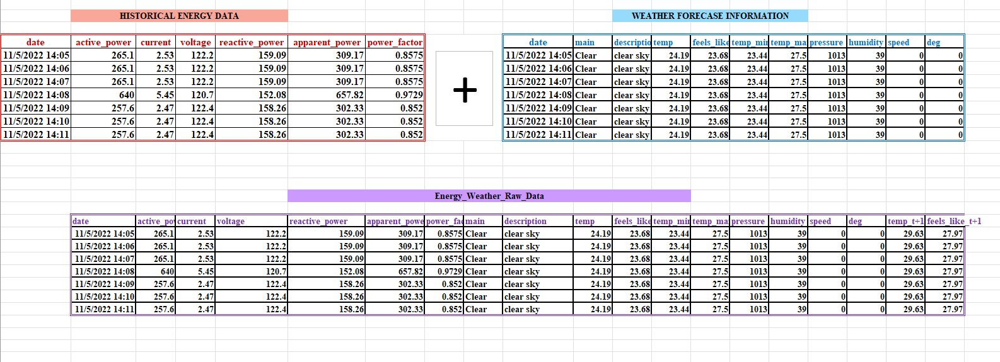 HISTORICAL ENERGY DATA
WEATHER FORECASE INFORMATION
date active_power current voltage reactive_power apparent_power power_factor
11/5/2022 14:05 265.1 2.53 122.2 159.09 309.17 0.8575
11/5/2022 14:06 265.1 2.53 122.2 159.09 309.17 0.8575
11/5/2022 14:07 265.1 2.53 122.2 159.09 309.17 0.8575
11/5/2022 14:08 640 5.45 120.7 152.08 657.82 0.9729
11/5/2022 14:09 257.6 2.47 122.4 158.26 302.33 0.852
11/5/2022 14:10 257.6 2.47 122.4 158.26 302.33 0.852
11/5/2022 14:11 257.6 2.47 122.4 158.26 302.33 0.852
+
date main descriptio temp feels_like temp_min temp_ma pressure humidity speed deg
11/5/2022 14:05 Clear clear sky 24.19 23.68 23.44 27.5 1013 39 0 0
11/5/2022 14:06 Clear clear sky 24.19 23.68 23.44 27.5 1013 39 0 0
11/5/2022 14:07 Clear clear sky 24.19 23.68 23.44 27.5 1013 39 0 0
11/5/2022 14:08 Clear clear sky 24.19 23.68 23.44 27.5 1013 39 0 0
11/5/2022 14:09 Clear clear sky 24.19 23.68 23.44 27.5 1013 39 0 0
11/5/2022 14:10 Clear clear sky 24.19 23.68 23.44 27.5 1013 39 0 0
11/5/2022 14:11 Clear clear sky 24.19 23.68 23.44 27.5 1013 39 0 0
Energy_Weather_Raw_Data
date active_pov current voltage reactive_power apparent_powe power_fac main description temp feels_like temp_min temp_ma pressure humidity speed deg temp_t+1 feels_like_t+1
11/5/2022 14:05 265.1 2.53 122.2 159.09 309.17 0.8575 Clear clear sky 24.19 23.68 23.44 27.5 1013 39 0 0 29.63 27.97
11/5/2022 14:06 265.1 2.53 122.2 159.09 309.17 0.8575 Clear clear sky 24.19 23.68 23.44 27.5 1013 39 0 0 29.63 27.97
11/5/2022 14:07 265.1 2.53 122.2 159.09 309.17 0.8575 Clear clear sky 24.19 23.68 23.44 27.5 1013 39 0 0 29.63 27.97
11/5/2022 14:08 640 5.45 120.7 152.08 657.82 0.9729 Clear clear sky 24.19 23.68 23.44 27.5 1013 39 0 0 29.63 27.97
11/5/2022 14:09 257.6 2.47 122.4 158.26 302.33 0.852 Clear clear sky 24.19 23.68 23.44 27.5 1013 39 0 0 29.63 27.97
11/5/2022 14:10 257.6 2.47 122.4 158.26 302.33 0.852 Clear clear sky 24.19 23.68 23.44 27.5 1013 39 0 0 29.63 27.97
11/5/2022 14:11 257.6 2.47 122.4 158.26 302.33 0.852 Clear clear sky 24.19 23.68 23.44 27.5 1013 39 0 0 29.63 27.97